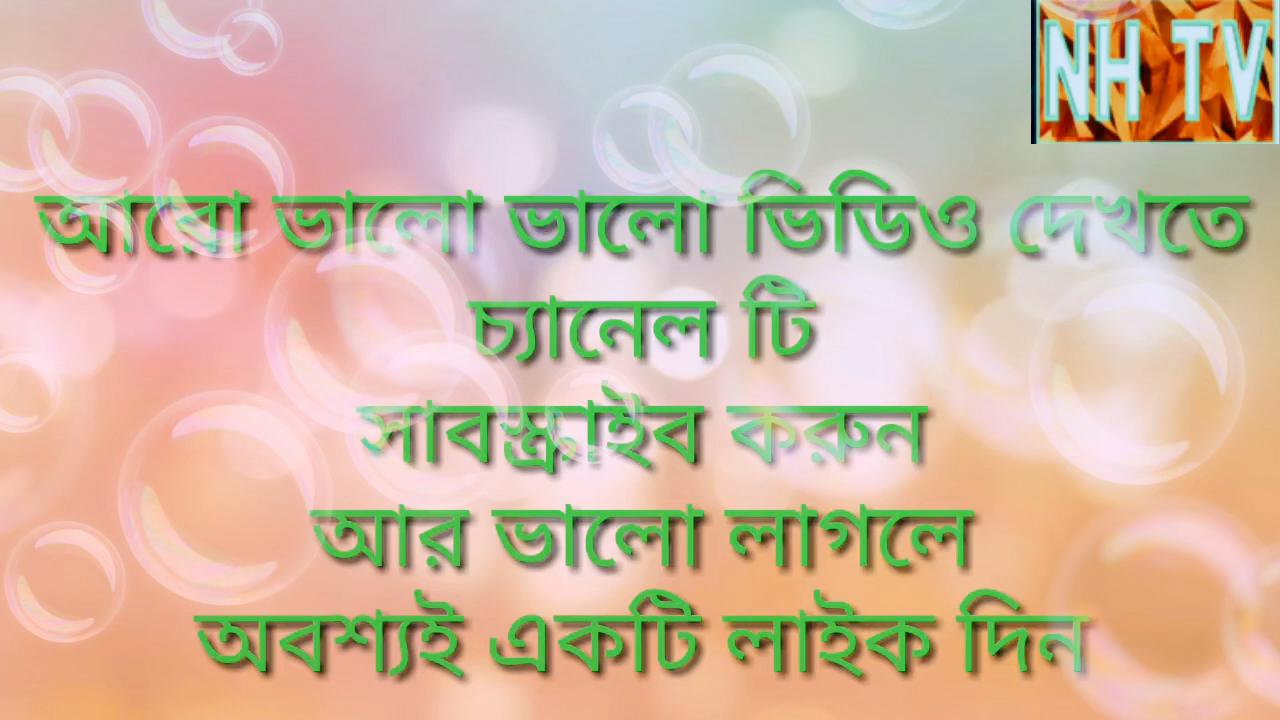 NH TV
আরো ভালো ভালো ভিডিও দেখতে
চ্যানেল টি
সাবস্ক্রাইব করুন
আর ভালো লাগলে
অবশ্যই একটি লাইক দিন